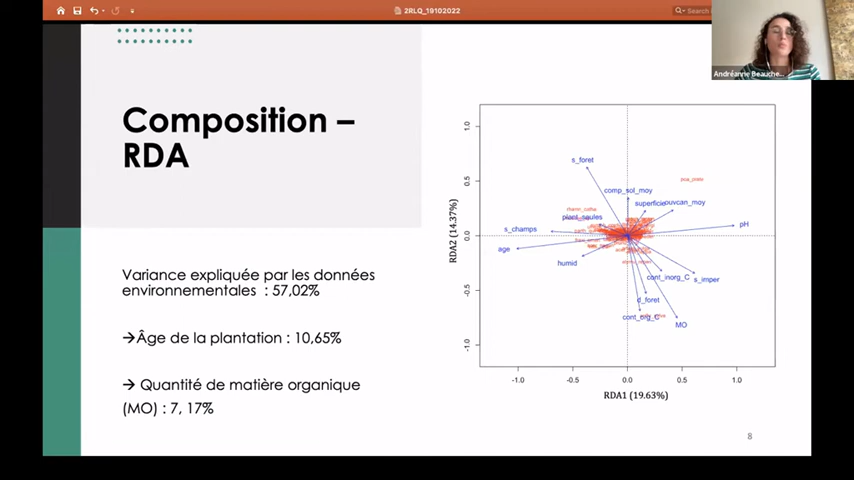 2RLQ_19102022
Search
Andréanne Beauche...
Composition –
RDA
Variance expliquée par les données
environnementales : 57,02%
→Âge de la plantation : 10,65%
→ Quantité de matière organique
(MO) : 7, 17%
RDA2 (14.37%)
1.0
0.5
0.0
-0.5
-1.0
s_foret
comp_sol_moy
superficie
ouvcan_moy
plant_seules
s_champs
pH
age
humid
cont_inorg_C
s_imper
d_foret
cont_org_C
MO
-1.0
-0.5
0.0
0.5
1.0
RDA1 (19.63%)
8